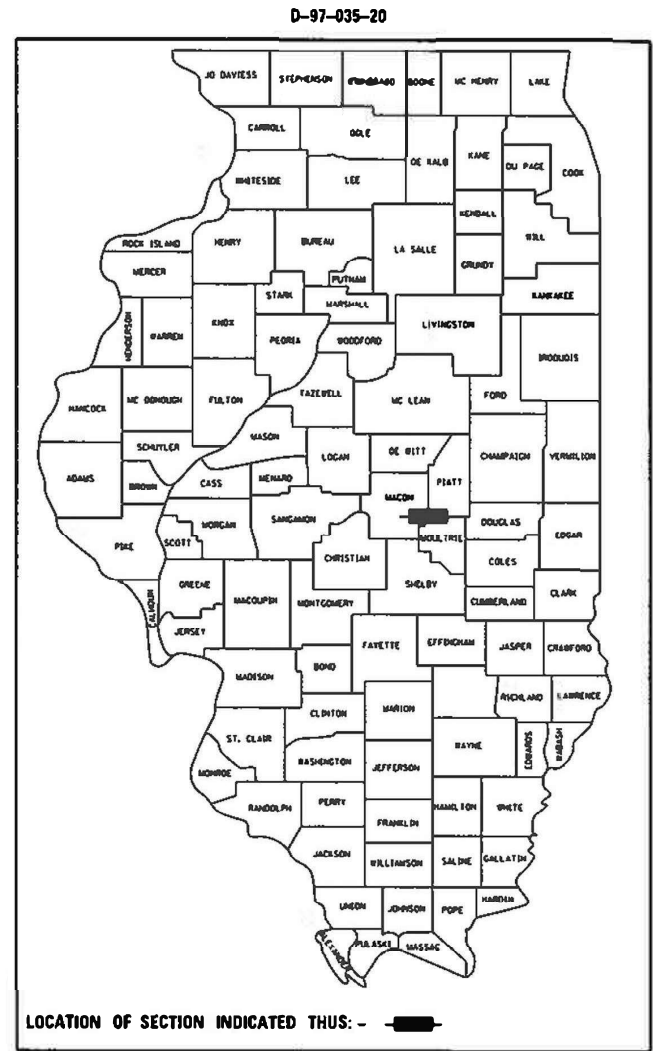 D-97-035-20
JO DAVIESS STEPHENSON BOONE MC HENRY LAKE
CARROLL OGLE
DE KALB KANE DU PAGE COOK
WHITESIDE LEE
KENDALL WILL
ROCK ISLAND HENRY BUREAU LA SALLE GRUNDY
MERCER PUTNAM
STARK MARSHALL KANKAKEE
HENDERSON WARREN KNOX LIVINGSTON
PEORIA WOODFORD IROQUOIS
HANCOCK MC DONOUGH FULTON TAZEWELL MC LEAN FORD
MASON
SCHUYLER LOGAN DE WITT CHAMPAIGN VERMILION
ADAMS BROWN CASS MENARD MACON PIATT
MORGAN SANGAMON DOUGLAS
PIKE SCOTT MOULTRIE EDGAR
CHRISTIAN COLES
GREENE SHELBY
CALHOUN MACOUPIN MONTGOMERY CUMBERLAND CLARK
JERSEY FAYETTE EFFINGHAM JASPER CRAWFORD
MADISON BOND
RICHLAND LAWRENCE
CLINTON MARION
ST. CLAIR WAYNE EDWARDS WABASH
WASHINGTON JEFFERSON
MONROE
RANDOLPH PERRY HAMILTON WHITE
FRANKLIN
JACKSON WILLIAMSON SALINE GALLATIN
UNION JOHNSON POPE HARDIN
ALEXANDER PULASKI MASSAC
LOCATION OF SECTION INDICATED THUS: -